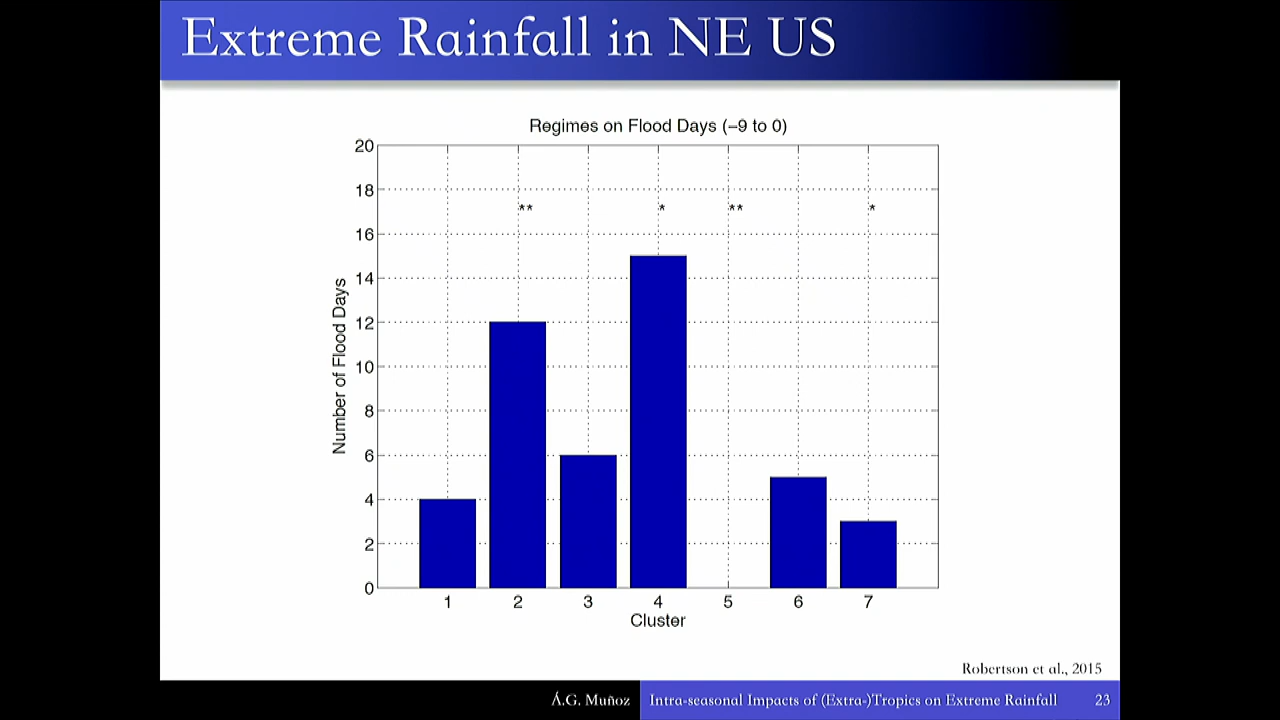 Extreme Rainfall in NE US
Regimes on Flood Days (−9 to 0)
20
18
** * ** *
16
14
12
10
8
6
4
2
0
Number of Flood Days
1 2 3 4 5 6 7
Cluster
Robertson et al., 2015
Á.G. Muñoz Intra-seasonal Impacts of (Extra-)Tropics on Extreme Rainfall 23